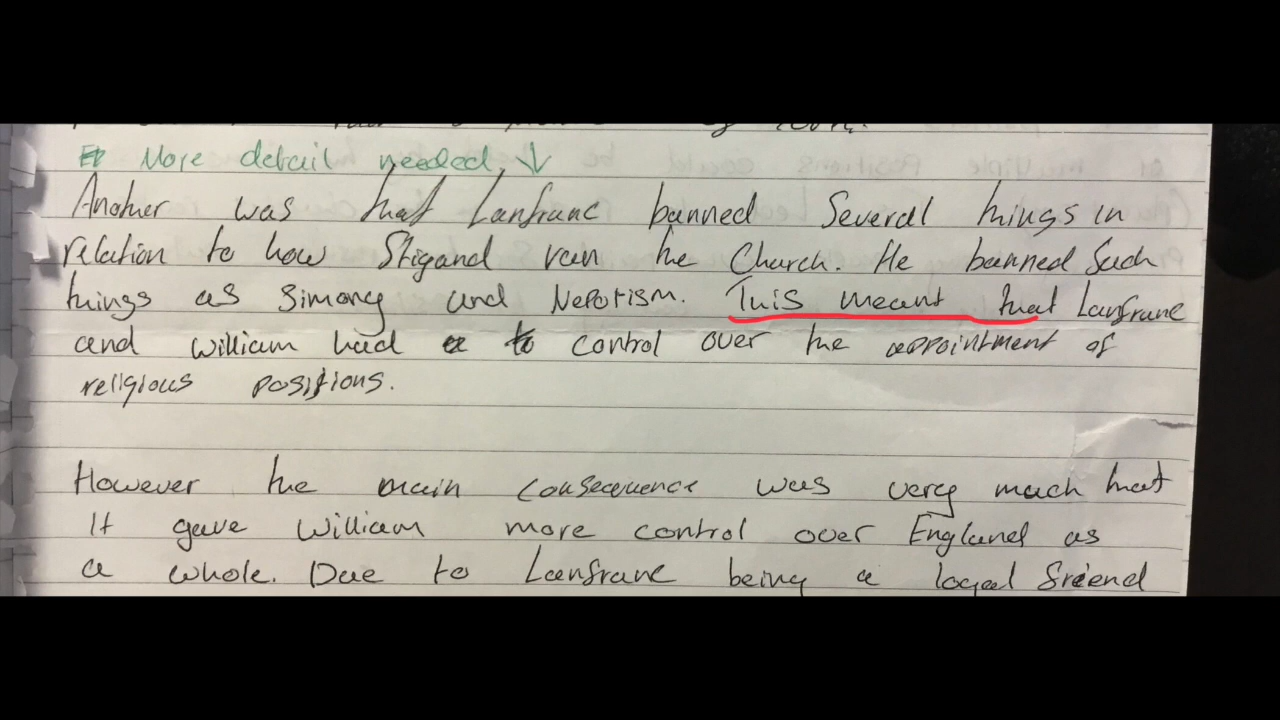 More detail needed ↓
Another was that Lanfranc banned Several things in
relation to how Stigand ran the Church. He banned Such
things as Simony and Nepotism. This meant that Lanfranc
and William had to control over the appointment of
religious positions.
However the main consequence was very much that
It gave William more control over England as
a whole. Due to Lanfranc being a loyal friend